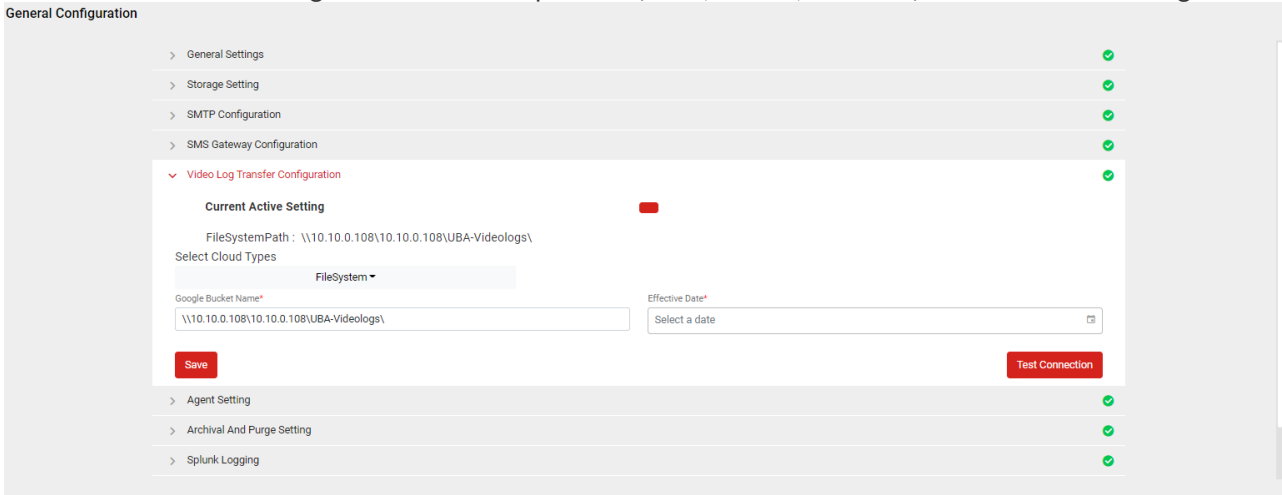 General Configuration
General Settings
Storage Setting
SMTP Configuration
SMS Gateway Configuration
Video Log Transfer Configuration
Current Active Setting
FileSystemPath : \\10.10.0.108\10.10.0.108\UBA-Videologs\
Select Cloud Types
FileSystem
Google Bucket Name* Effective Date*
\\10.10.0.108\10.10.0.108\UBA-Videologs\ Select a date
Save Test Connection
Agent Setting
Archival And Purge Setting
Splunk Logging